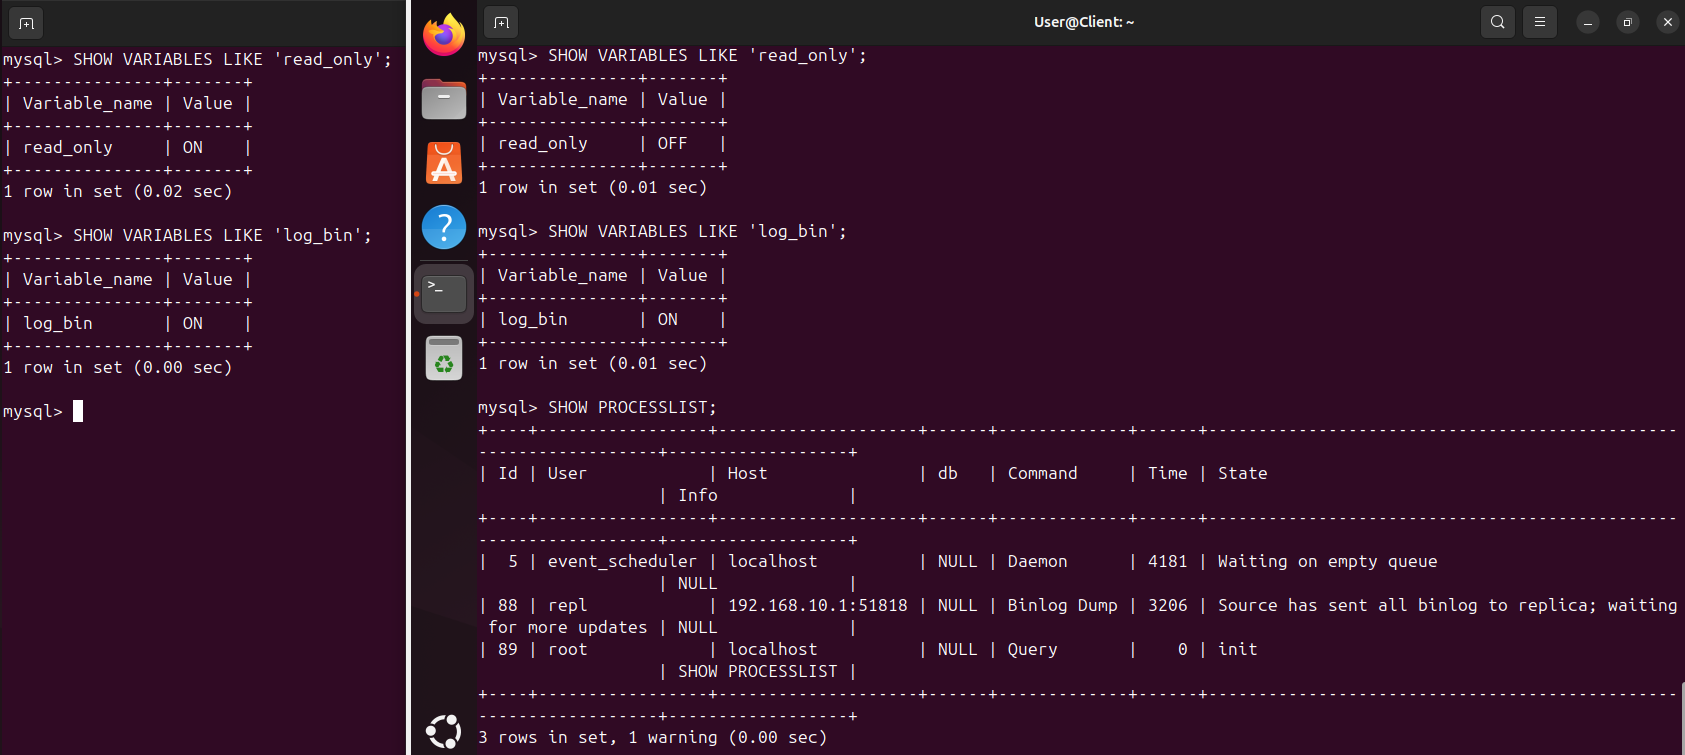 mysql> SHOW VARIABLES LIKE 'read_only';
+---------------+-------+
| Variable_name | Value |
+---------------+-------+
| read_only     | ON    |
+---------------+-------+
1 row in set (0.02 sec)
mysql> SHOW VARIABLES LIKE 'log_bin';
+---------------+-------+
| Variable_name | Value |
+---------------+-------+
| log_bin       | ON    |
+---------------+-------+
1 row in set (0.00 sec)
mysql>
User@Client: ~
mysql> SHOW VARIABLES LIKE 'read_only';
+---------------+-------+
| Variable_name | Value |
+---------------+-------+
| read_only     | OFF   |
+---------------+-------+
1 row in set (0.01 sec)
mysql> SHOW VARIABLES LIKE 'log_bin';
+---------------+-------+
| Variable_name | Value |
+---------------+-------+
| log_bin       | ON    |
+---------------+-------+
1 row in set (0.01 sec)
mysql> SHOW PROCESSLIST;
+----+-----------------+--------------------+------+-------------+------+-----------------------------------------------
------------------+------------------+
| Id | User            | Host               | db   | Command     | Time | State
                  | Info             |
+----+-----------------+--------------------+------+-------------+------+-----------------------------------------------
------------------+------------------+
|  5 | event_scheduler | localhost          | NULL | Daemon      | 4181 | Waiting on empty queue
                  | NULL             |
| 88 | repl            | 192.168.10.1:51818 | NULL | Binlog Dump | 3206 | Source has sent all binlog to replica; waiting
 for more updates | NULL             |
| 89 | root            | localhost          | NULL | Query       |    0 | init
                  | SHOW PROCESSLIST |
+----+-----------------+--------------------+------+-------------+------+-----------------------------------------------
------------------+------------------+
3 rows in set, 1 warning (0.00 sec)